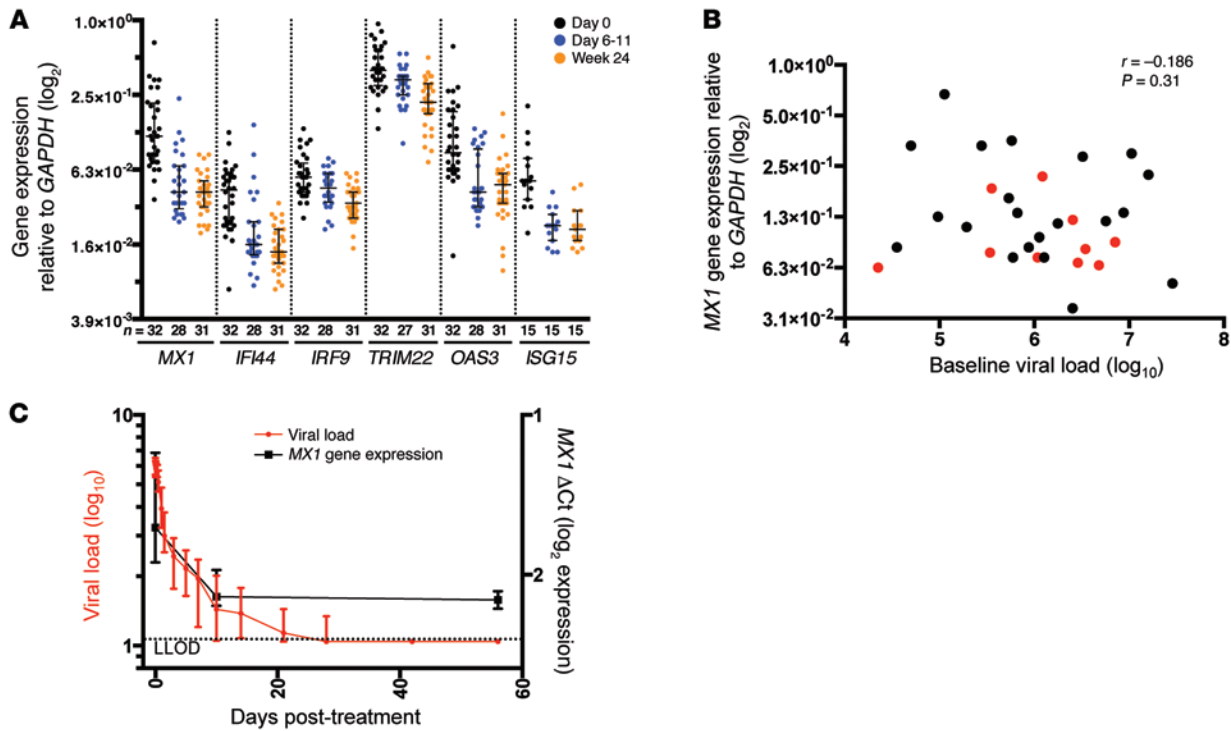 A
Gene expression
relative to GAPDH (log2)
1.0×10⁰
2.5×10⁻¹
6.3×10⁻²
1.6×10⁻²
3.9×10⁻³
Day 0
Day 6-11
Week 24
n = 32 28 31 32 28 31 32 28 31 32 27 31 32 28 31 15 15 15
MX1 IFI44 IRF9 TRIM22 OAS3 ISG15
B
MX1 gene expression relative
to GAPDH (log2)
1.0×10⁰
5.0×10⁻¹
2.5×10⁻¹
1.3×10⁻¹
6.3×10⁻²
3.1×10⁻²
r = –0.186
P = 0.31
4 5 6 7 8
Baseline viral load (log10)
C
Viral load (log10)
10
1
Viral load
MX1 gene expression
LLOD
1
2
MX1 ΔCt (log2 expression)
0 20 40 60
Days post-treatment